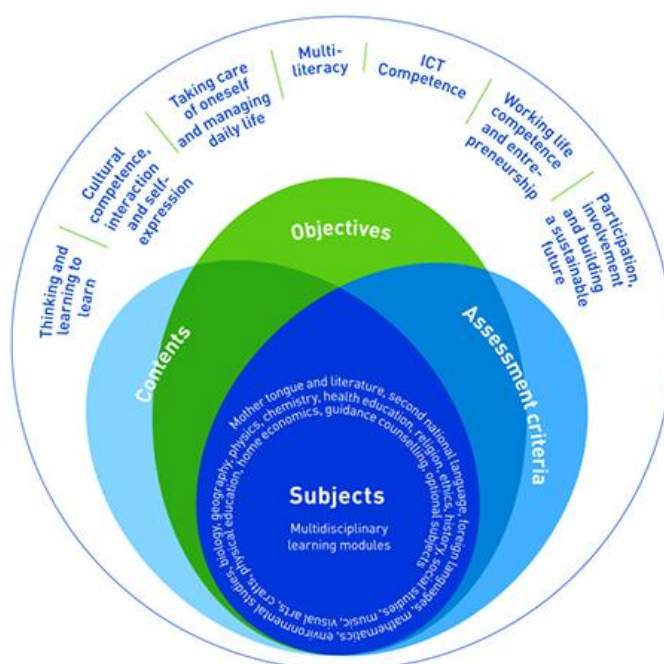 Thinking and
learning to
learn
Cultural
competence,
interaction
and self-
expression
Taking care
of oneself
and managing
daily life
Multi-
literacy
ICT
Competence
Working life
competence
and entre-
preneurship
Participation,
involvement
and building
a sustainable
future
Objectives
Contents
Assessment criteria
Mother tongue and literature, second national language, foreign languages, mathematics, environmental studies, biology, geography,
physics, chemistry, health education, religion, ethics, history, social studies, music, visual arts, crafts, physical education,
home economics, guidance counselling, optional subjects
Subjects
Multidisciplinary
learning modules